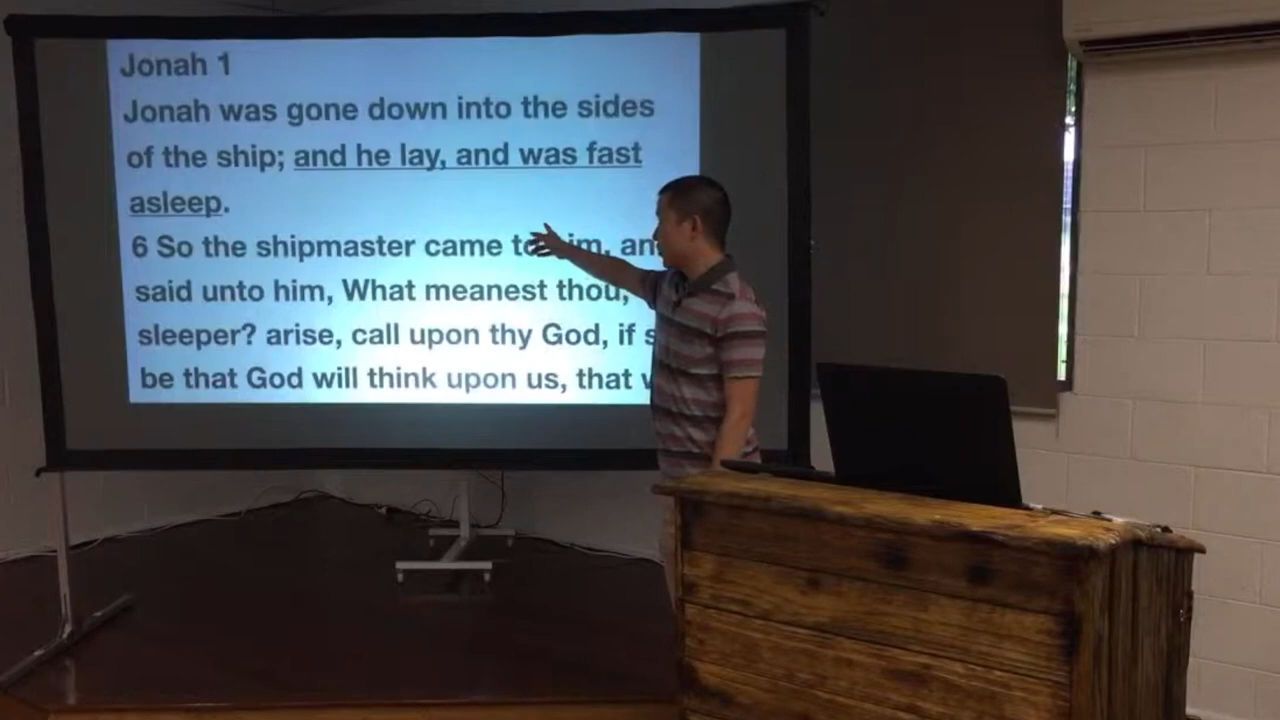 Jonah 1
Jonah was gone down into the sides
of the ship; and he lay, and was fast
asleep.
6 So the shipmaster came to him, an
said unto him, What meanest thou,
sleeper? arise, call upon thy God, if s
be that God will think upon us, that